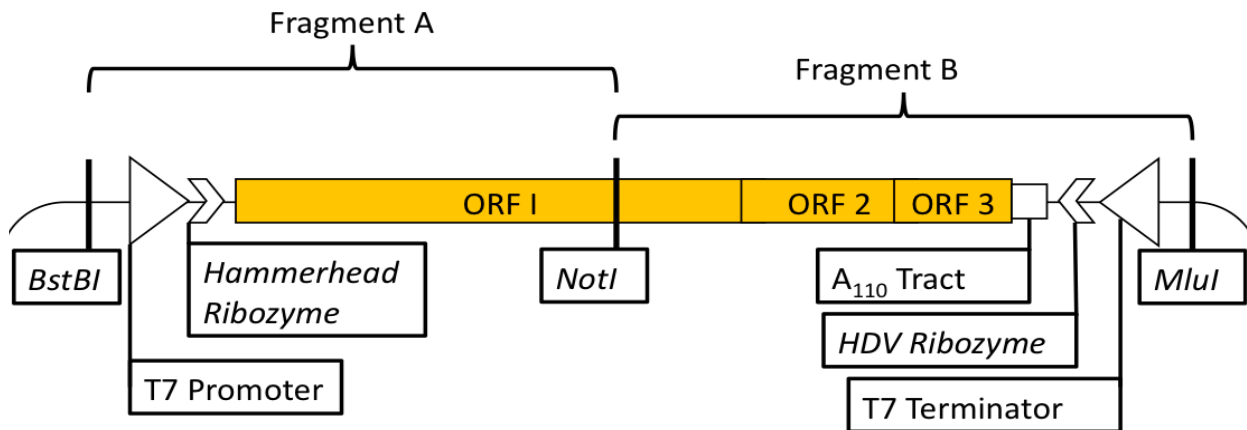 Fragment A
Fragment B
ORF I
ORF 2
ORF 3
BstBI
Hammerhead
Ribozyme
NotI
A110 Tract
MluI
HDV Ribozyme
T7 Promoter
T7 Terminator